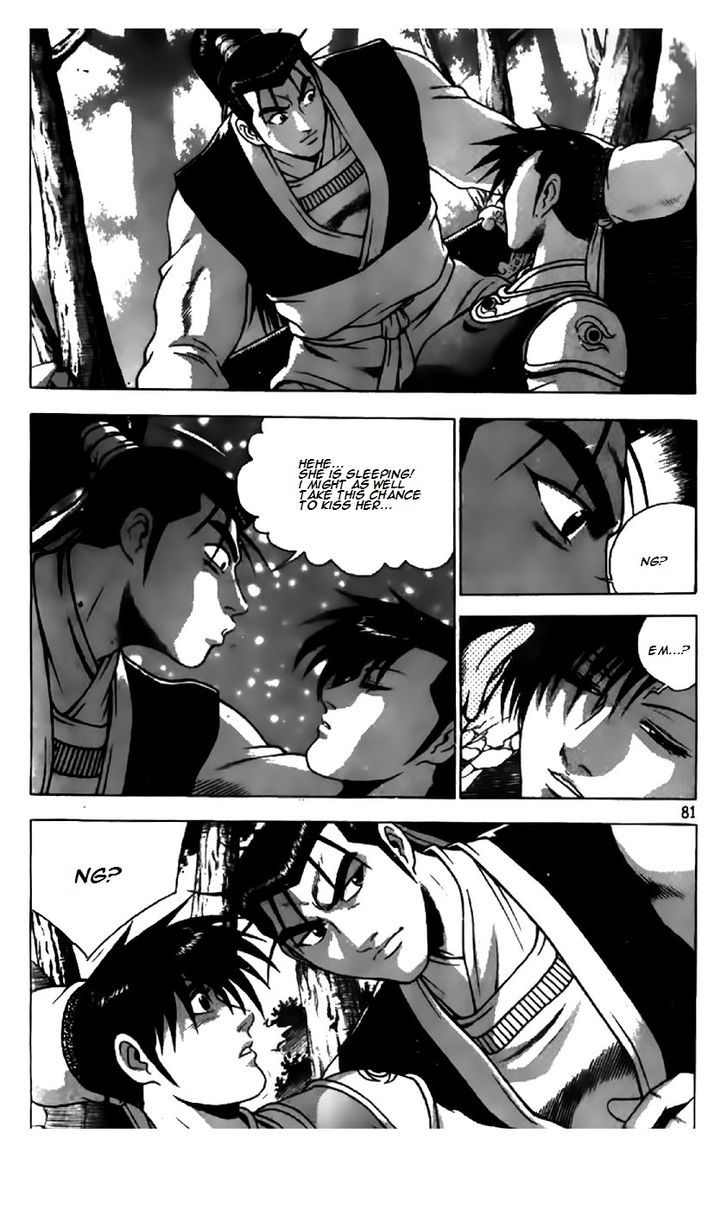 HEHE...
SHE IS SLEEPING!
I MIGHT AS WELL
TAKE THIS CHANCE
TO KISS HER...
NG?
EM...?
81
NG?